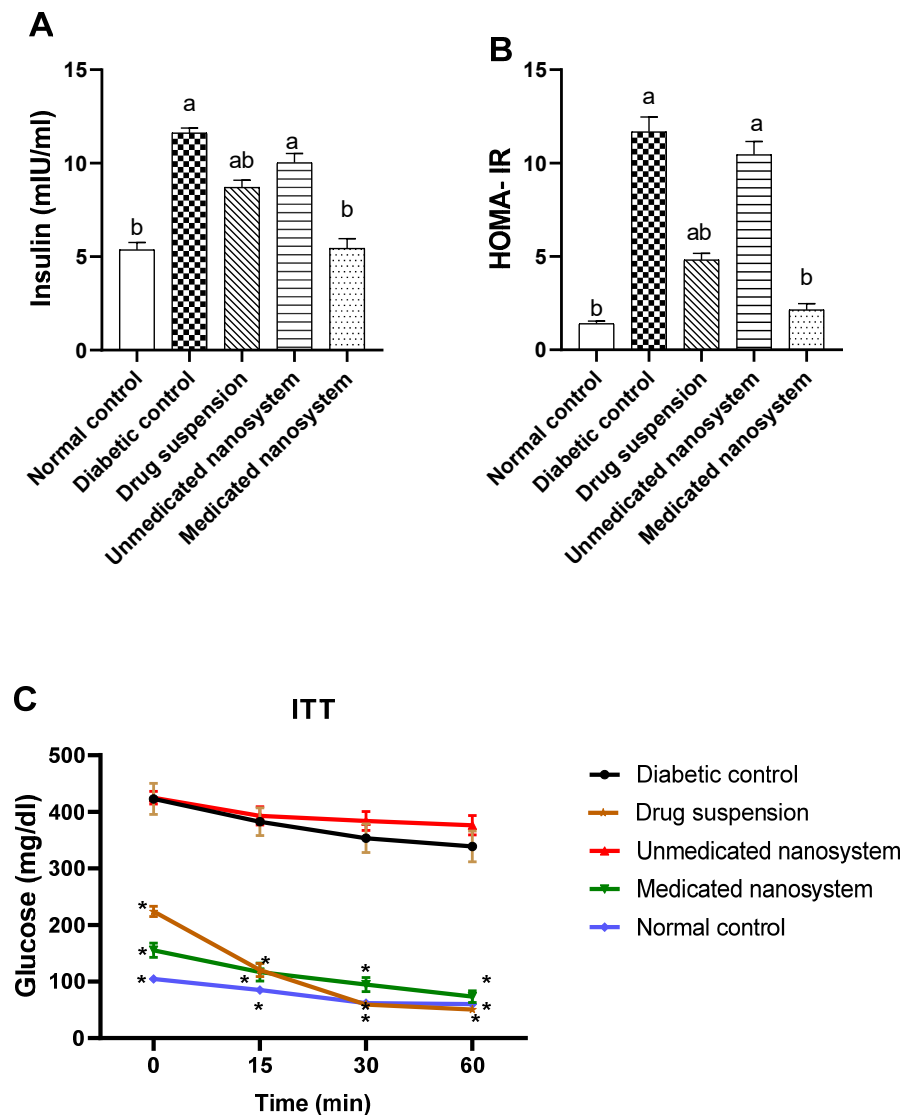 A
Insulin (mIU/ml)
15
10
5
0
b
a
ab
a
b
Normal control
Diabetic control
Drug suspension
Unmedicated nanosystem
Medicated nanosystem
B
HOMA- IR
15
10
5
0
b
a
ab
a
b
Normal control
Diabetic control
Drug suspension
Unmedicated nanosystem
Medicated nanosystem
C
ITT
Glucose (mg/dl)
500
400
300
200
100
0
* * *
* * *
* * *
* * *
0 15 30 60
Time (min)
Diabetic control
Drug suspension
Unmedicated nanosystem
Medicated nanosystem
Normal control